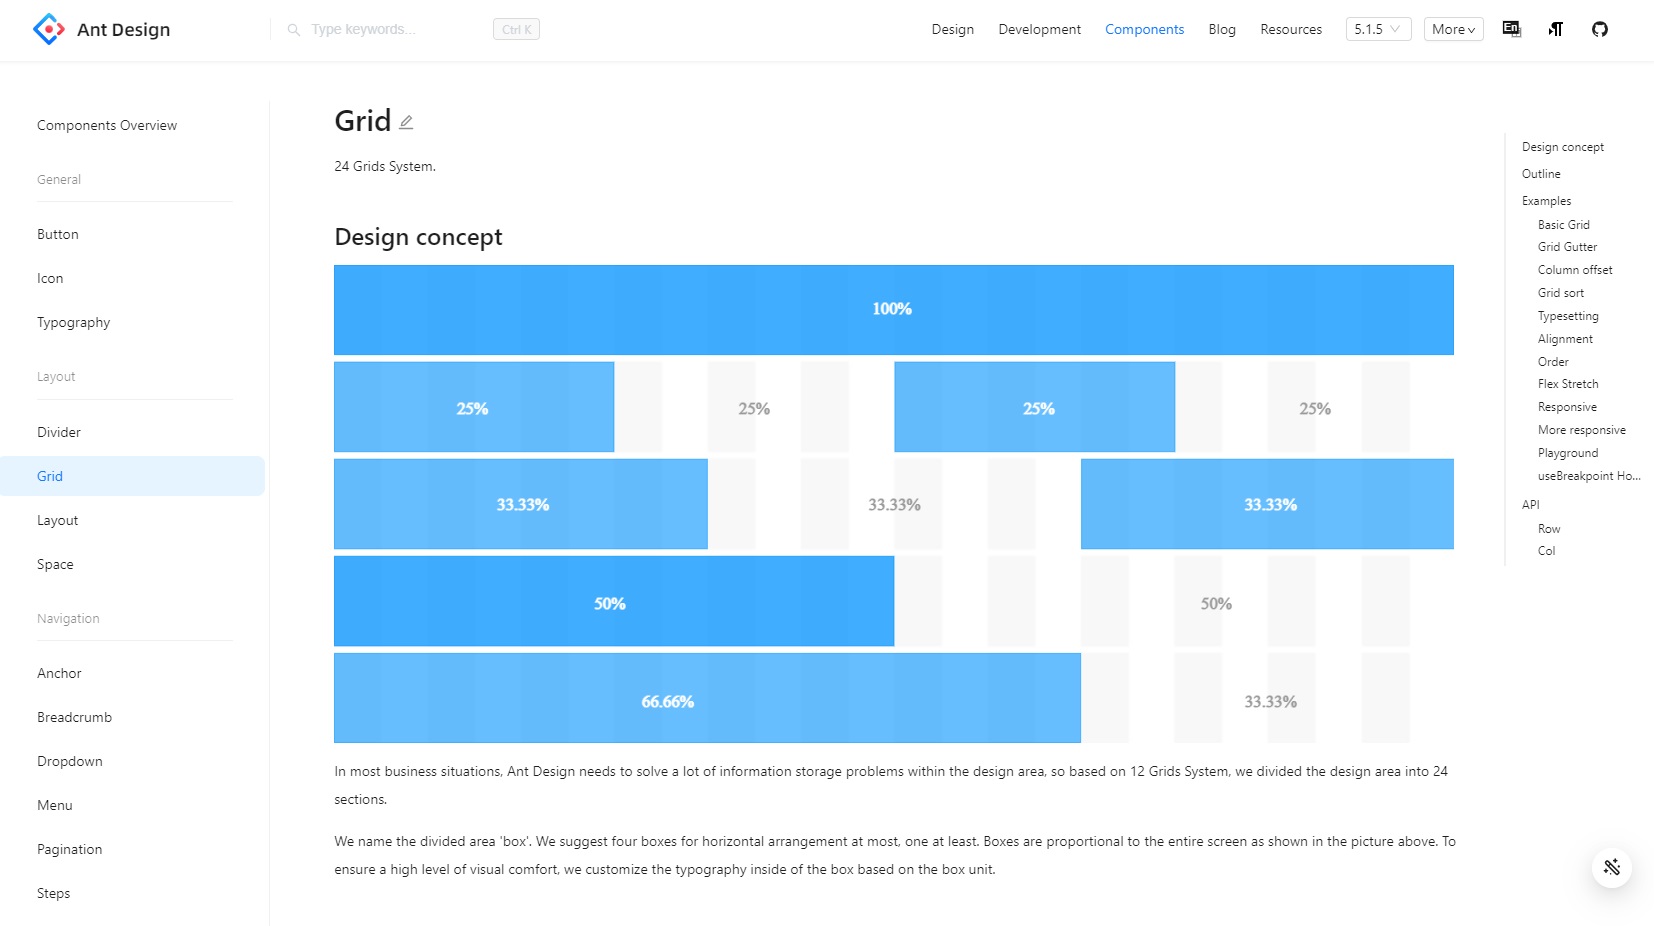 Ant Design
Type keywords...
Ctrl K
Design
Development
Components
Blog
Resources
5.1.5
More
En
Components Overview
General
Button
Icon
Typography
Layout
Divider
Grid
Layout
Space
Navigation
Anchor
Breadcrumb
Dropdown
Menu
Pagination
Steps
Grid
24 Grids System.
Design concept
100%
25% 25% 25% 25%
33.33% 33.33% 33.33%
50% 50%
66.66% 33.33%
In most business situations, Ant Design needs to solve a lot of information storage problems within the design area, so based on 12 Grids System, we divided the design area into 24
sections.
We name the divided area 'box'. We suggest four boxes for horizontal arrangement at most, one at least. Boxes are proportional to the entire screen as shown in the picture above. To
ensure a high level of visual comfort, we customize the typography inside of the box based on the box unit.
Design concept
Outline
Examples
Basic Grid
Grid Gutter
Column offset
Grid sort
Typesetting
Alignment
Order
Flex Stretch
Responsive
More responsive
Playground
useBreakpoint Ho...
API
Row
Col